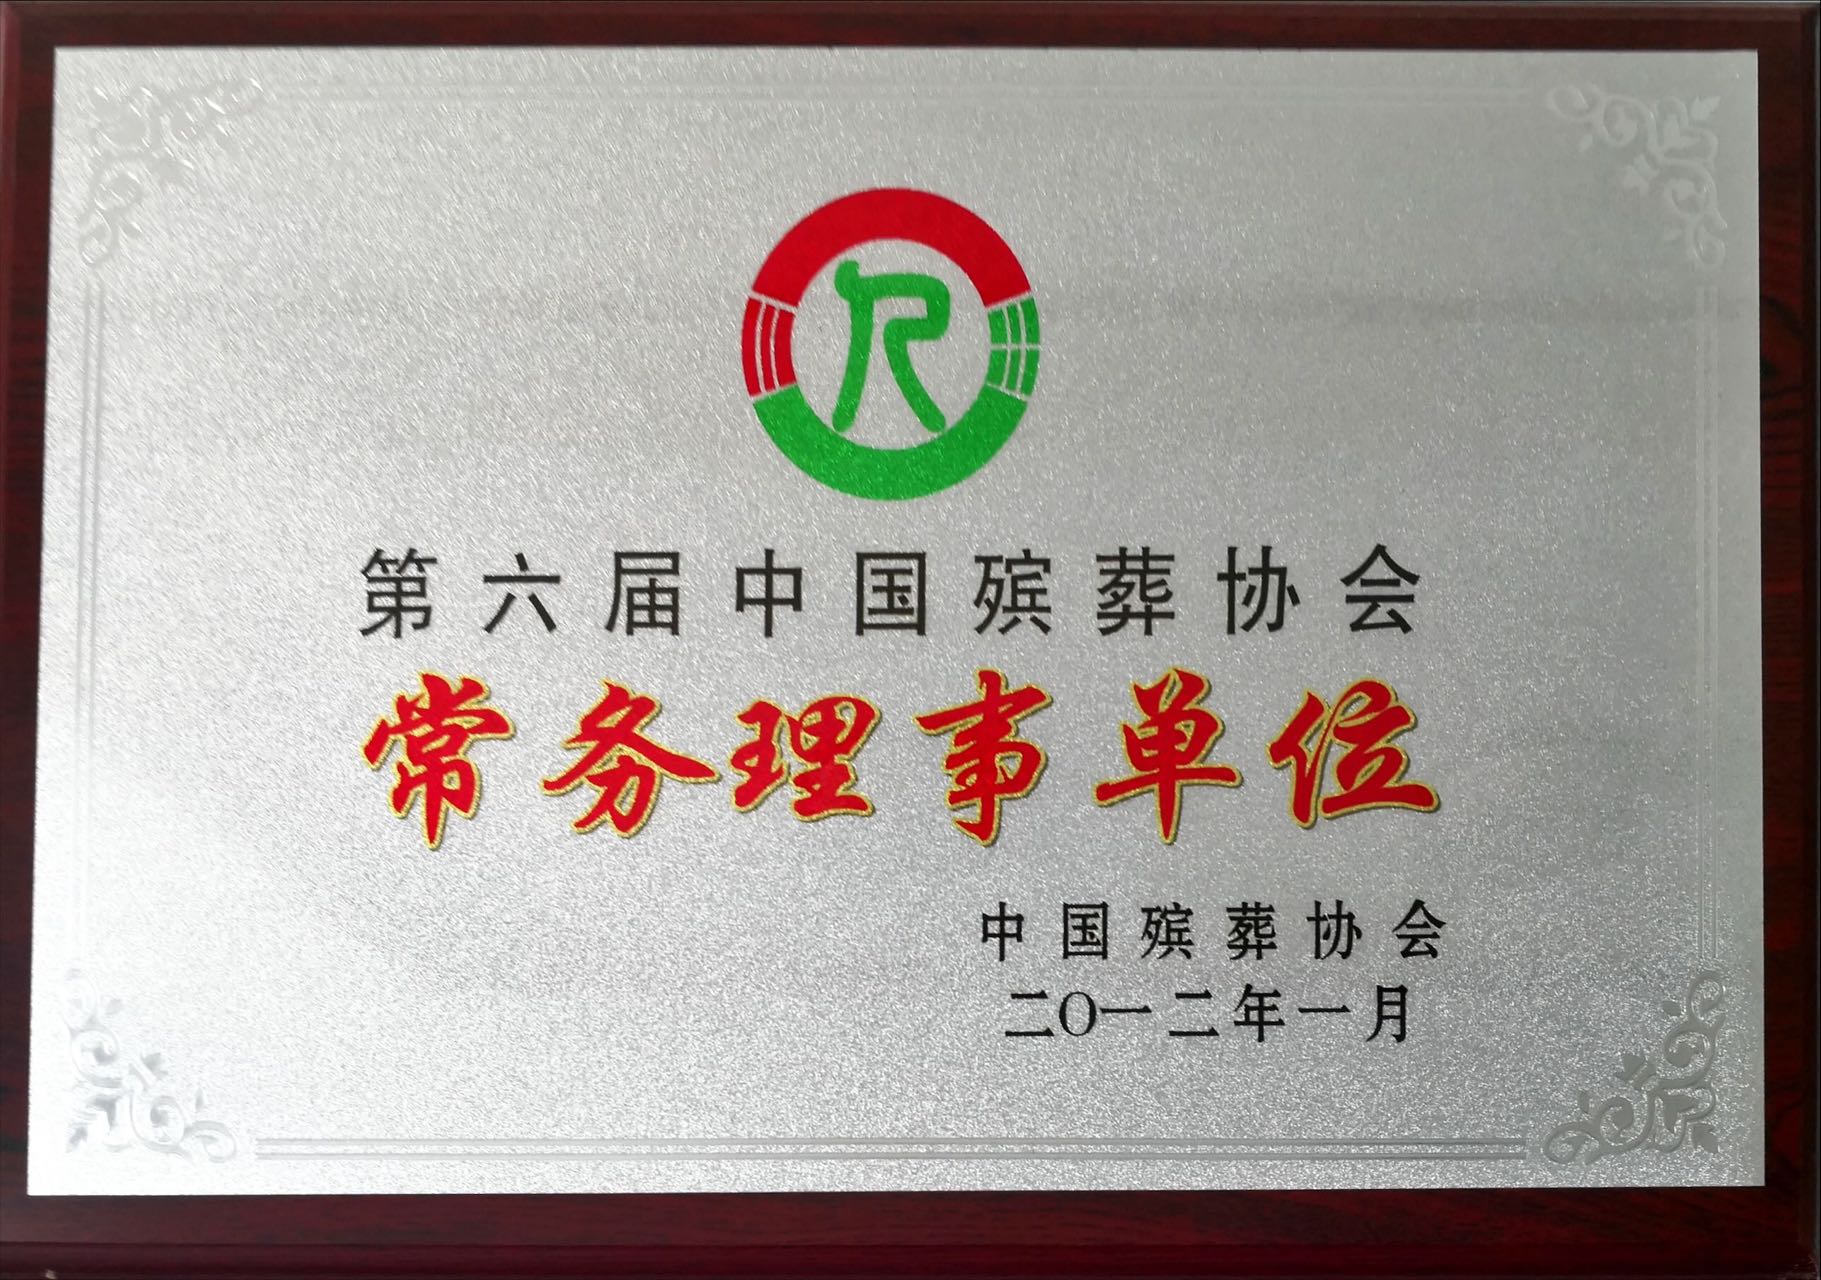 第六届中国殡葬协会
常务理事单位
中国殡葬协会
二〇一二年一月